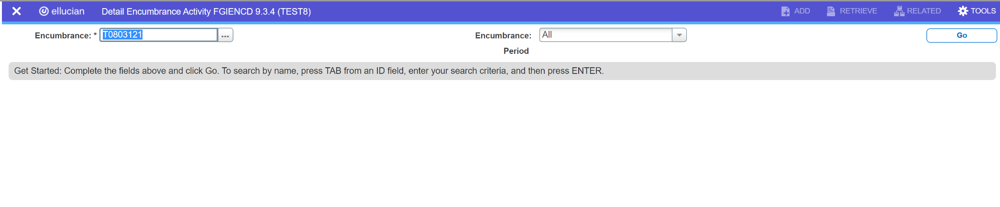 ellucian Detail Encumbrance Activity FGIENCD 9.3.4 (TEST8) ADD RETRIEVE RELATED TOOLS
Encumbrance: * T0803121 ... Encumbrance: All Go
Period
Get Started: Complete the fields above and click Go. To search by name, press TAB from an ID field, enter your search criteria, and then press ENTER.